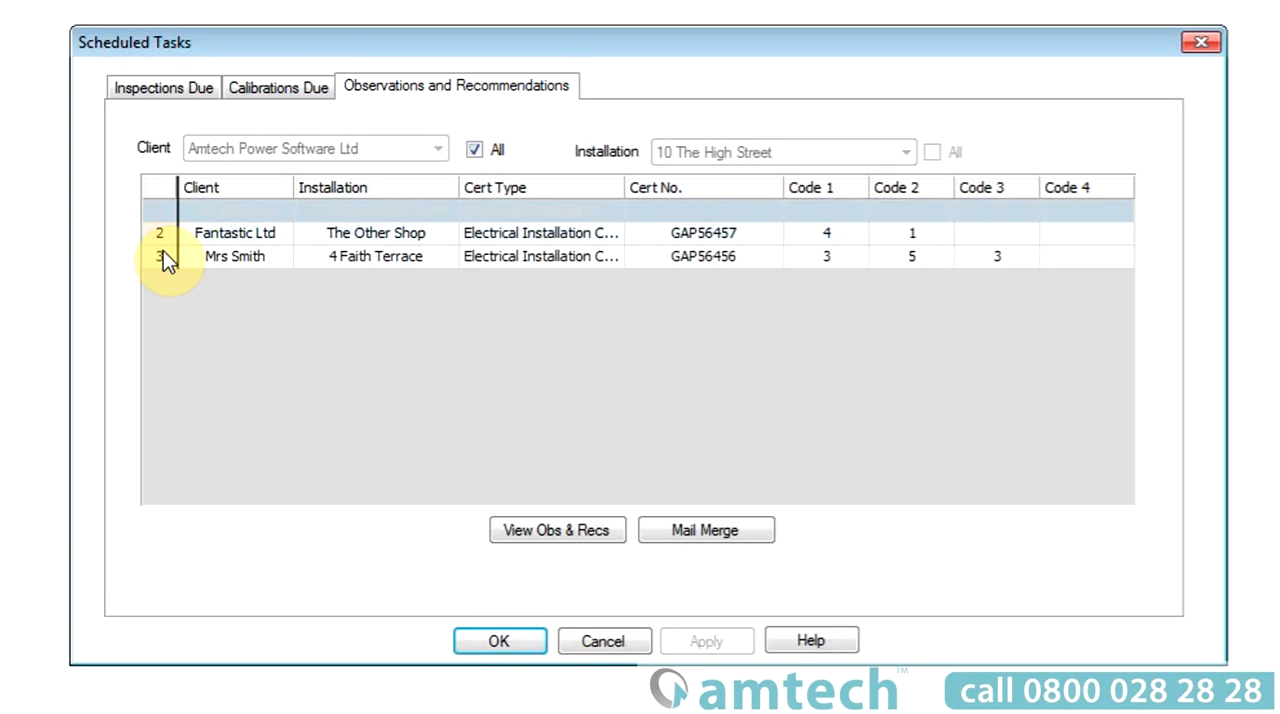 Scheduled Tasks
Inspections Due Calibrations Due Observations and Recommendations
Client Amtech Power Software Ltd All Installation 10 The High Street All
Client Installation Cert Type Cert No. Code 1 Code 2 Code 3 Code 4
2 Fantastic Ltd The Other Shop Electrical Installation C... GAP56457 4 1
3 Mrs Smith 4 Faith Terrace Electrical Installation C... GAP56456 3 5 3
View Obs & Recs Mail Merge
OK Cancel Apply Help
amtech™ call 0800 028 28 28